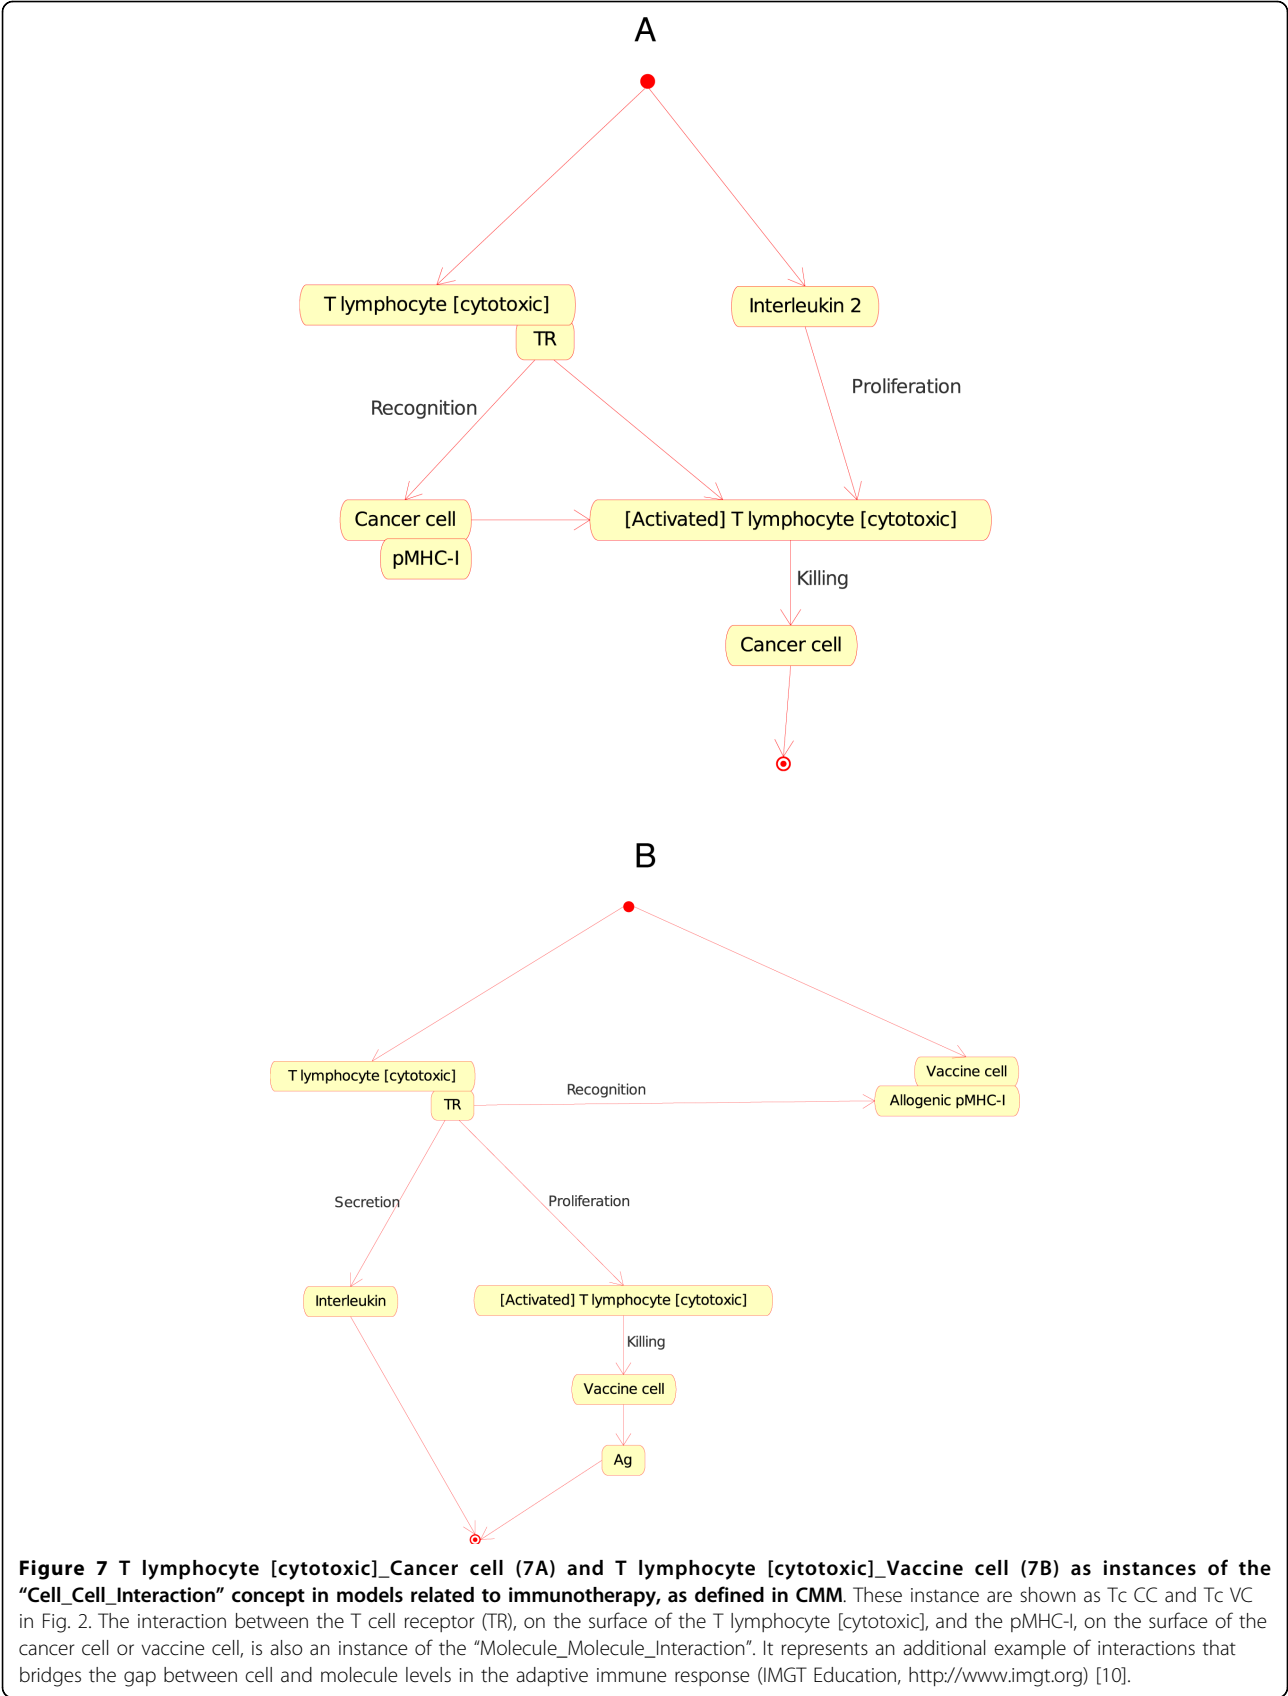 A
T lymphocyte [cytotoxic]
Interleukin 2
TR
Proliferation
Recognition
Cancer cell
[Activated] T lymphocyte [cytotoxic]
pMHC-I
Killing
Cancer cell
B
Vaccine cell
T lymphocyte [cytotoxic]
Recognition
Allogenic pMHC-I
TR
Secretion
Proliferation
Interleukin
[Activated] T lymphocyte [cytotoxic]
Killing
Vaccine cell
Ag
Figure 7 T lymphocyte [cytotoxic]_Cancer cell (7A) and T lymphocyte [cytotoxic]_Vaccine cell (7B) as instances of the
“Cell_Cell_Interaction” concept in models related to immunotherapy, as defined in CMM. These instance are shown as Tc CC and Tc VC
in Fig. 2. The interaction between the T cell receptor (TR), on the surface of the T lymphocyte [cytotoxic], and the pMHC-I, on the surface of the
cancer cell or vaccine cell, is also an instance of the “Molecule_Molecule_Interaction”. It represents an additional example of interactions that
bridges the gap between cell and molecule levels in the adaptive immune response (IMGT Education, http://www.imgt.org) [10].